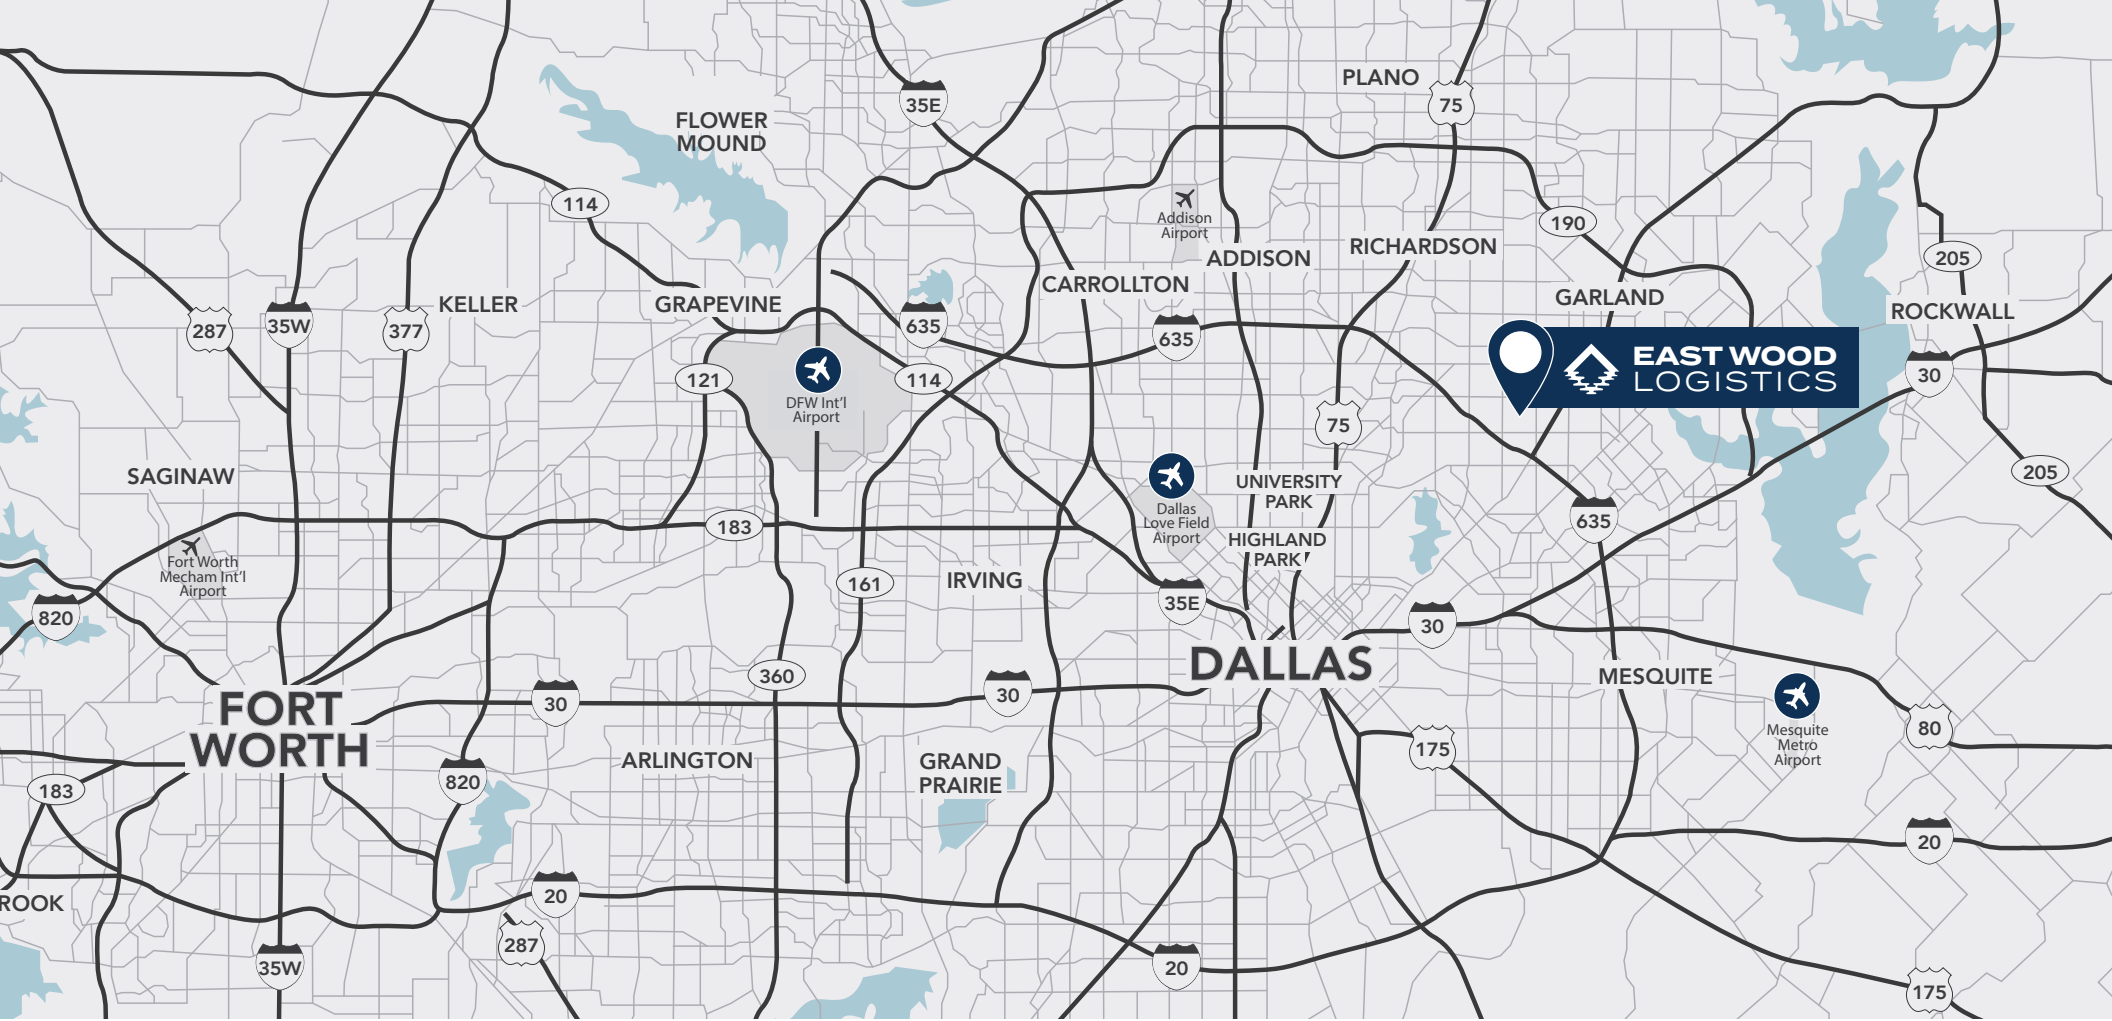 PLANO
75
35E
FLOWER
MOUND
114
190
Addison
Airport
RICHARDSON
ADDISON
205
CARROLLTON
GARLAND
KELLER
GRAPEVINE
ROCKWALL
287
35W
377
635
635
EAST WOOD
LOGISTICS
30
121
114
DFW Int'l
Airport
75
SAGINAW
205
UNIVERSITY
PARK
Dallas
Love Field
Airport
183
635
HIGHLAND
PARK
Fort Worth
Mecham Int'l
Airport
161
IRVING
35E
820
30
DALLAS
360
MESQUITE
30
30
FORT
WORTH
Mesquite
Metro
Airport
80
175
ARLINGTON
GRAND
PRAIRIE
820
183
20
20
ROOK
287
35W
20
175